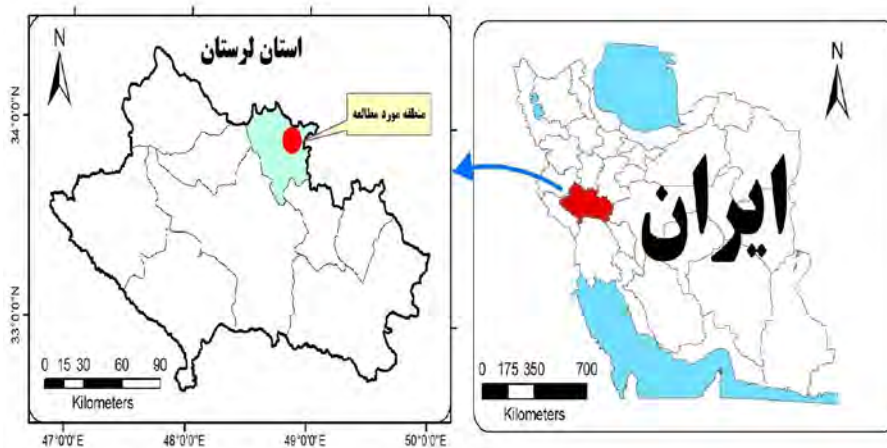 استان لرستان
N
منطقه مورد مطالعه
34°0'0"N
33°0'0"N
0 15 30 60 90
Kilometers
47°0'0"E 48°0'0"E 49°0'0"E 50°0'0"E
N
ایران
0 175 350 700
Kilometers